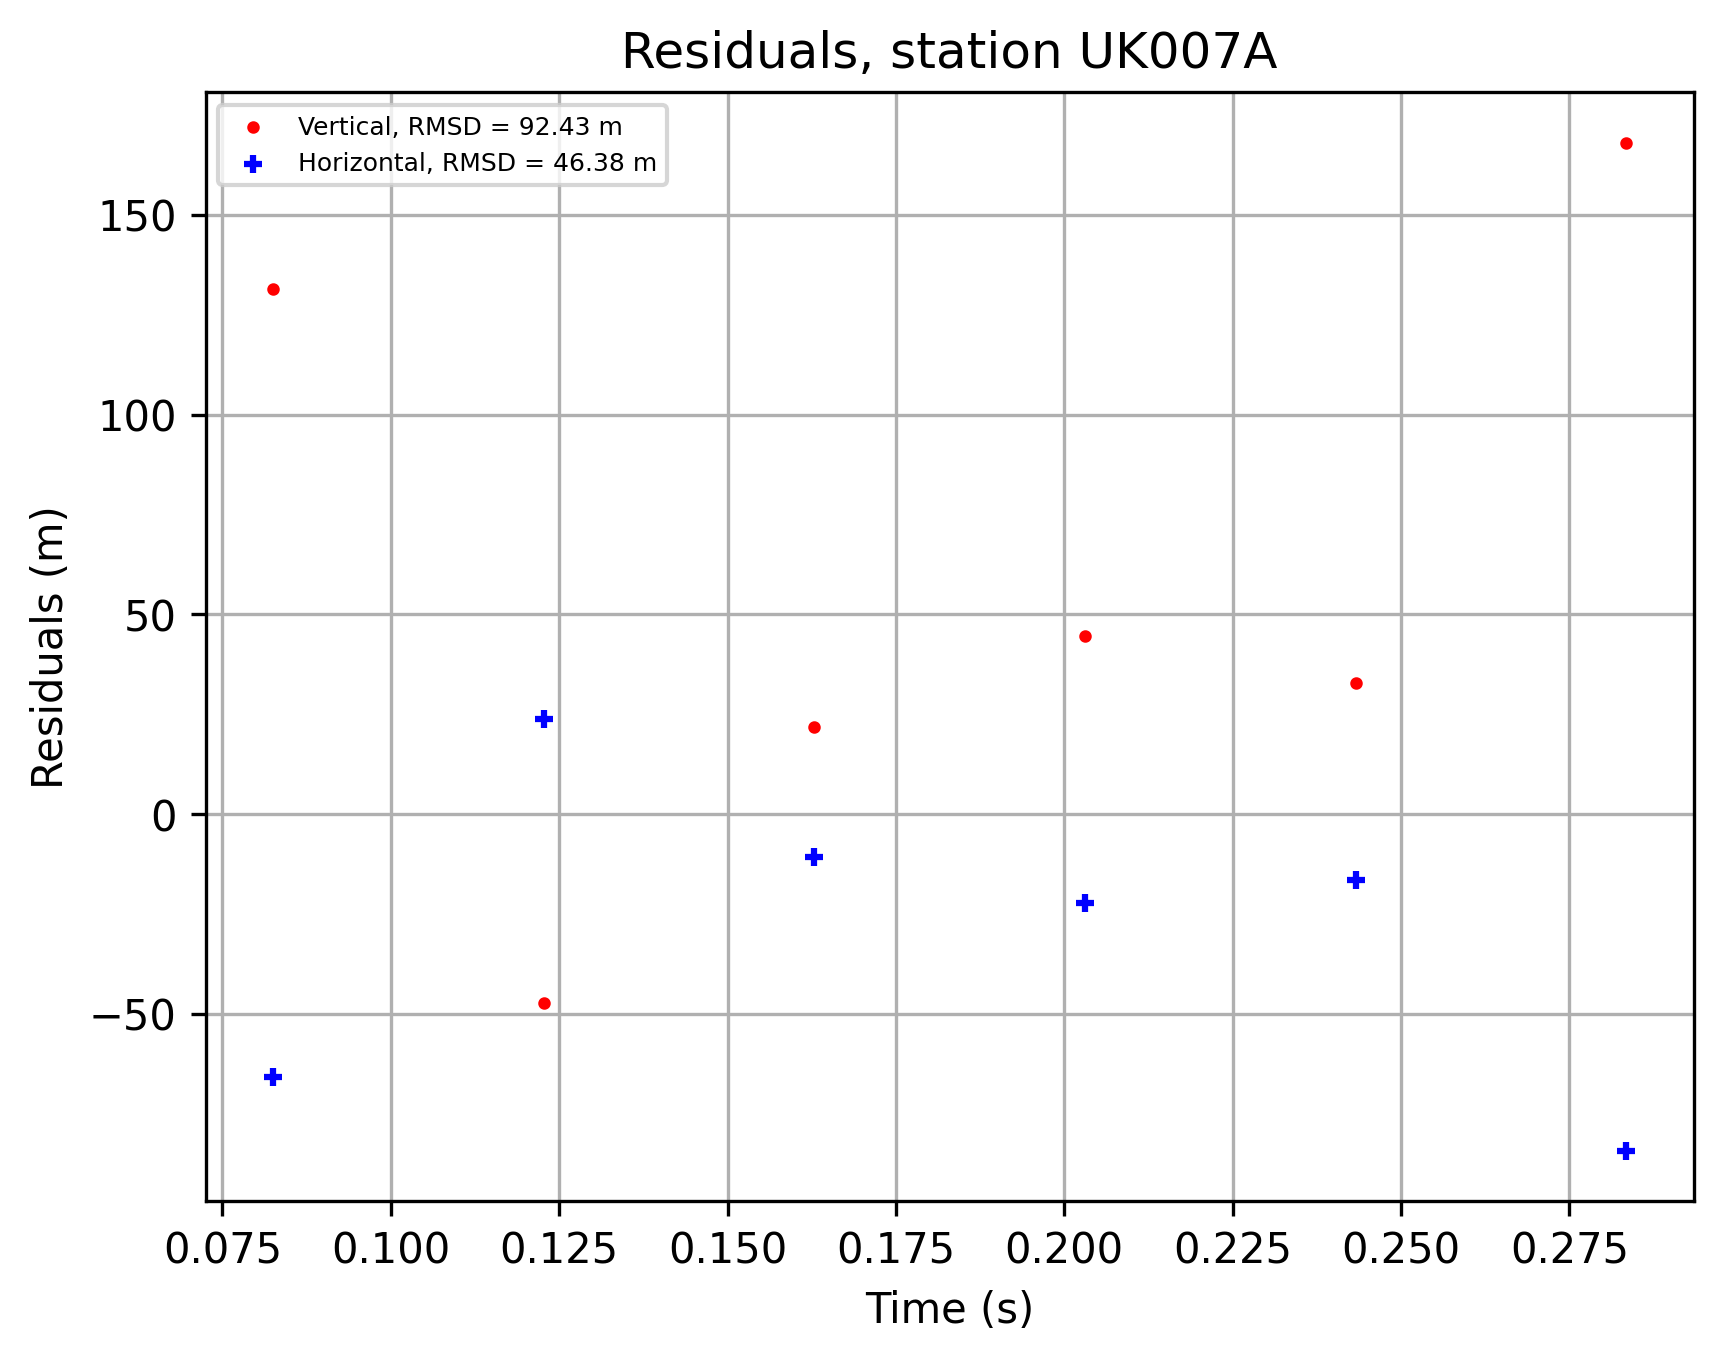 Residuals, station UK007A
Vertical, RMSD = 92.43 m
Horizontal, RMSD = 46.38 m
Residuals (m)
150
100
50
0
−50
0.075 0.100 0.125 0.150 0.175 0.200 0.225 0.250 0.275
Time (s)